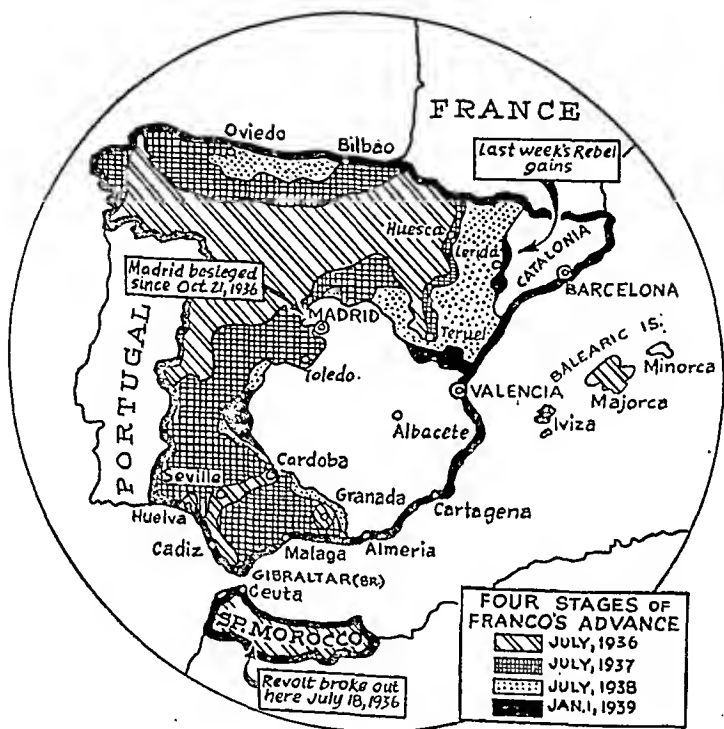 FRANCE
Oviedo
Bilbao
Last week's Rebel
gains
Huesca
Lerida
CATALONIA
BARCELONA
Madrid besieged
since Oct. 21, 1936
MADRID
Teruel
BALEARIC IS.
Minorca
Majorca
Iviza
PORTUGAL
Toledo
VALENCIA
Albacete
Cordoba
Seville
Granada
Cartagena
Huelva
Cadiz
Malaga
Almeria
GIBRALTAR (BR.)
Ceuta
SP. MOROCCO
Revolt broke out
here July 18, 1936
FOUR STAGES OF
FRANCO'S ADVANCE
JULY, 1936
JULY, 1937
JULY, 1938
JAN. 1, 1939